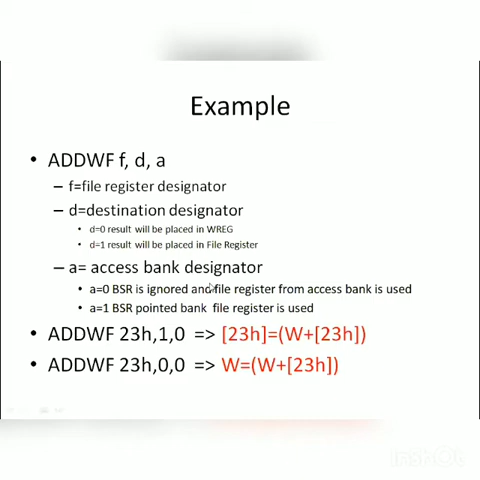 Example
• ADDWF f, d, a
– f=file register designator
– d=destination designator
• d=0 result will be placed in WREG
• d=1 result will be placed in File Register
– a= access bank designator
• a=0 BSR is ignored and file register from access bank is used
• a=1 BSR pointed bank file register is used
• ADDWF 23h,1,0 => [23h]=(W+[23h])
• ADDWF 23h,0,0 => W=(W+[23h])